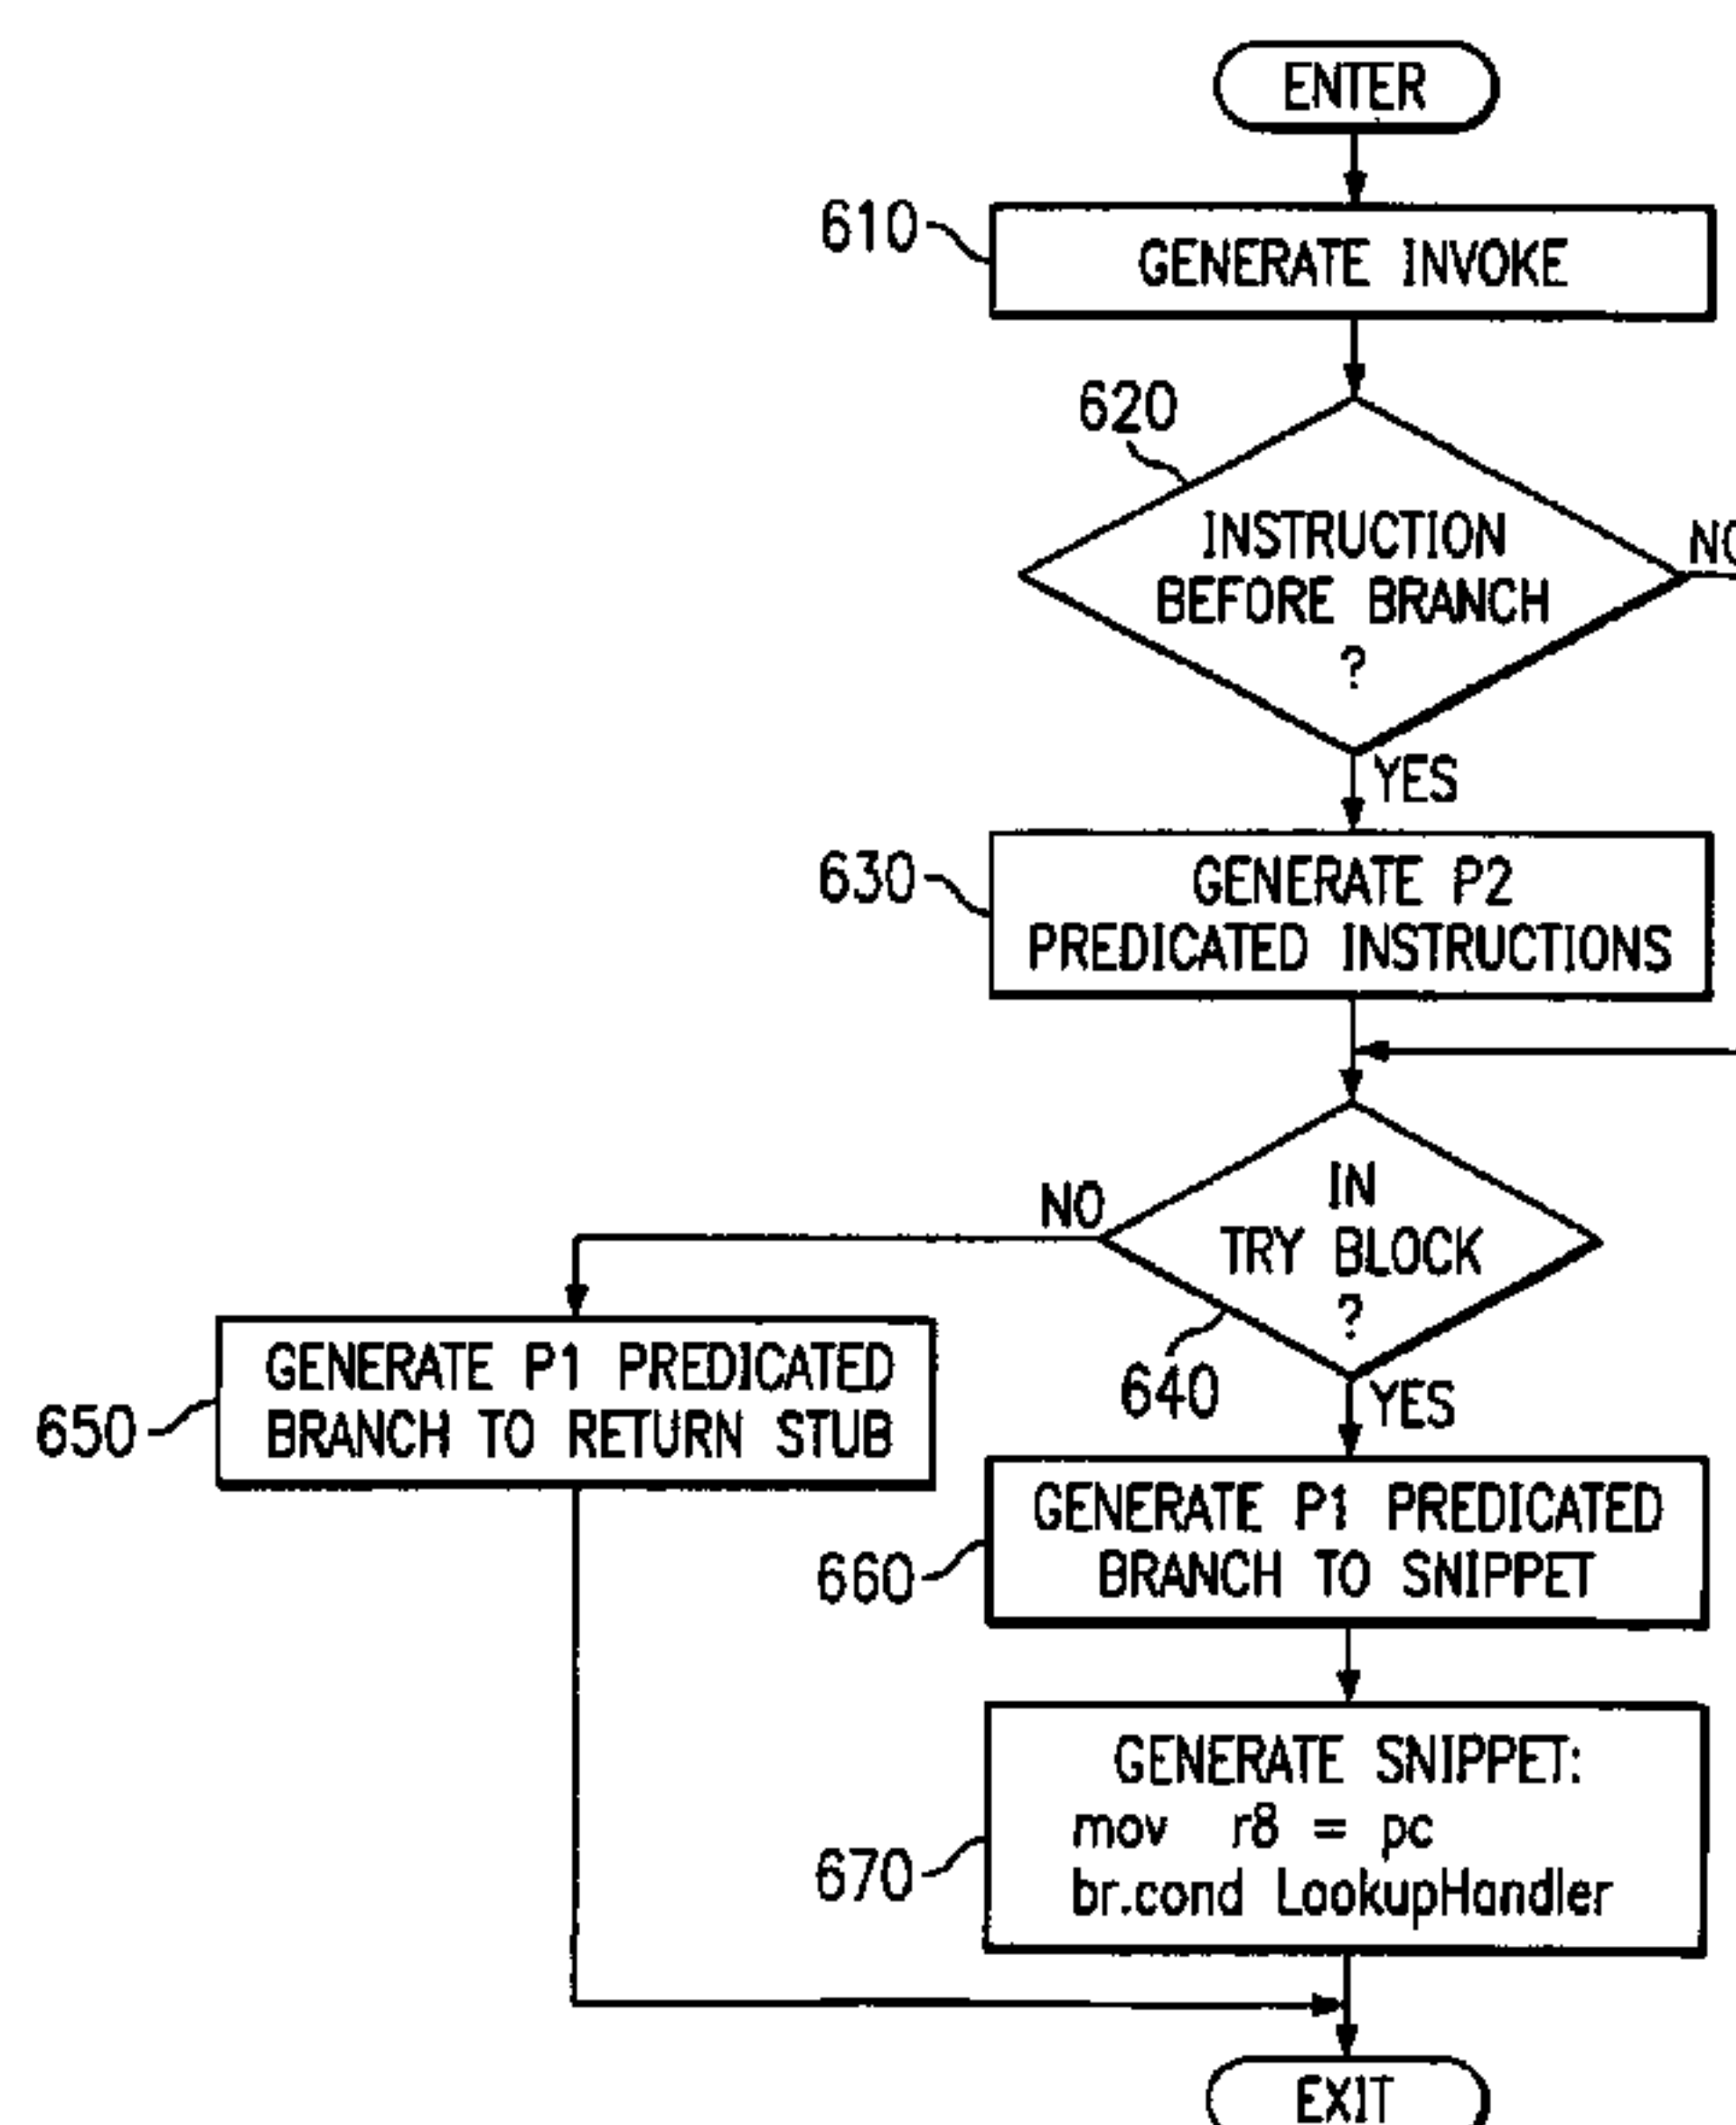 ENTER
610
GENERATE INVOKE
620
INSTRUCTION
BEFORE BRANCH
?
NO
YES
630
GENERATE P2
PREDICATED INSTRUCTIONS
NO
IN
TRY BLOCK
?
640
YES
650
GENERATE P1 PREDICATED
BRANCH TO RETURN STUB
660
GENERATE P1 PREDICATED
BRANCH TO SNIPPET
670
GENERATE SNIPPET:
mov r8 = pc
br.cond LookupHandler
EXIT